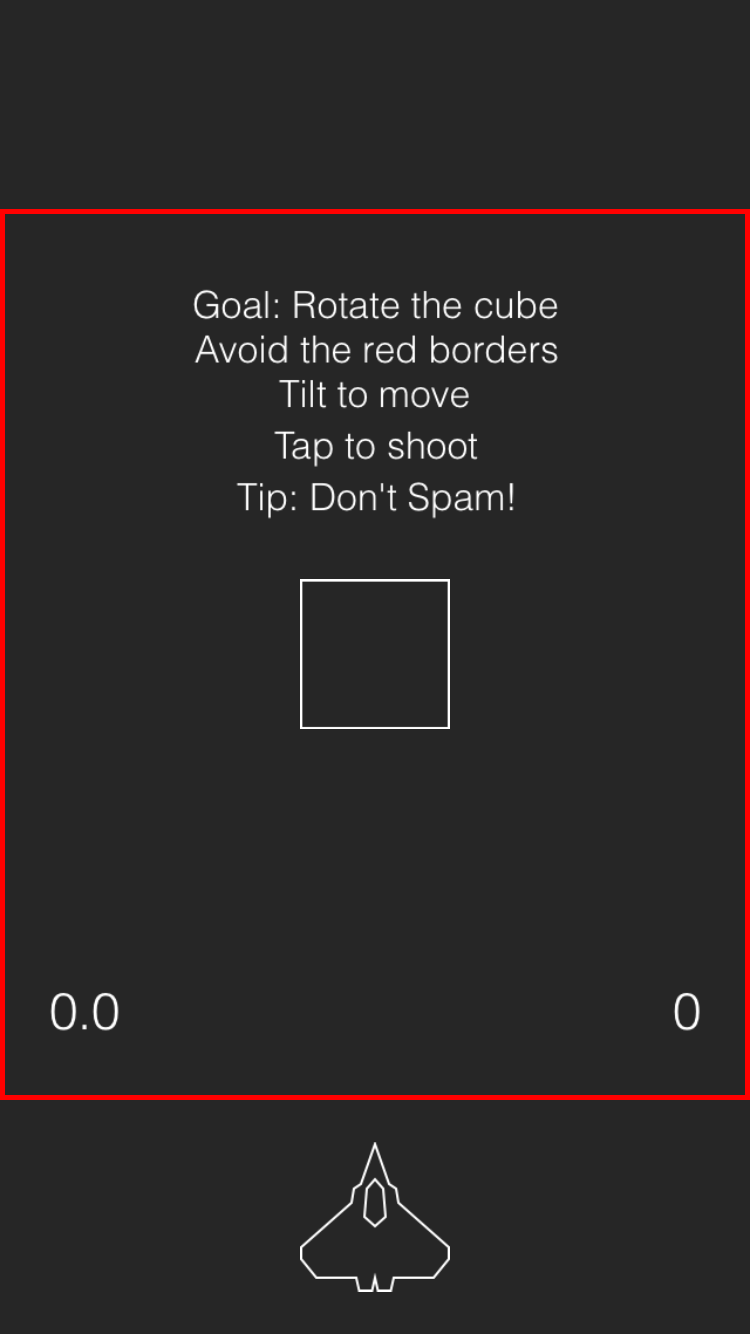 Goal: Rotate the cube
Avoid the red borders
Tilt to move
Tap to shoot
Tip: Don't Spam!
0.0
0